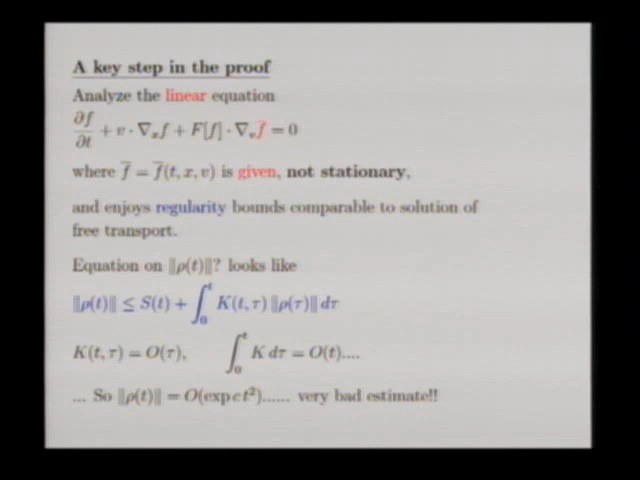 A key step in the proof
Analyze the linear equation
∂f/∂t + v · ∇ₓf + F[f] · ∇ᵥf̄ = 0
where f̄ = f̄(t, x, v) is given, not stationary,
and enjoys regularity bounds comparable to solution of
free transport.
Equation on ‖ρ(t)‖? looks like
‖ρ(t)‖ ≤ S(t) + ∫₀ᵗ K(t, τ) ‖ρ(τ)‖ dτ
K(t, τ) = O(τ), ∫₀ᵗ K dτ = O(t)....
... So ‖ρ(t)‖ = O(exp c t²)...... very bad estimate!!